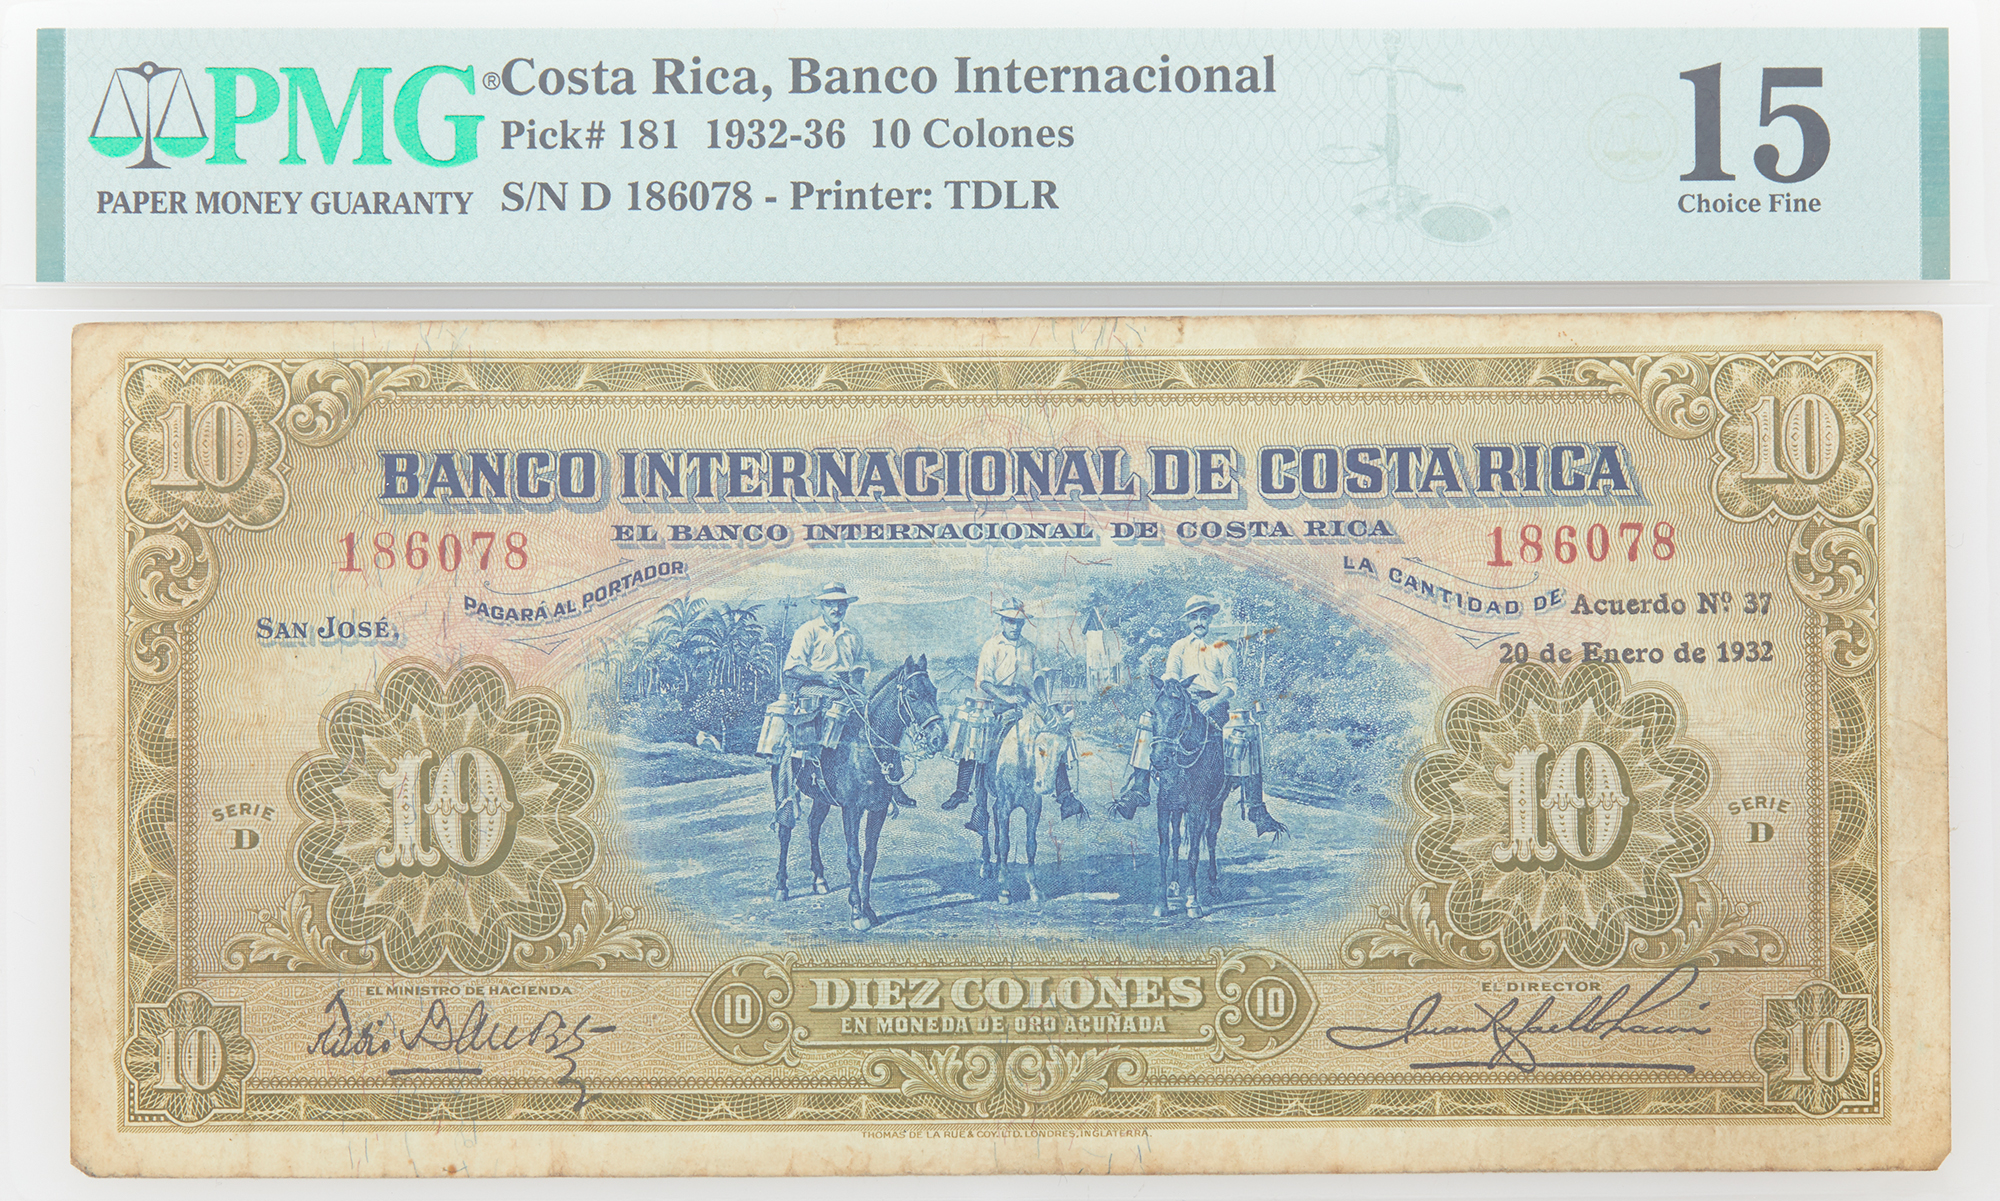 PMG®
PAPER MONEY GUARANTY
Costa Rica, Banco Internacional
Pick# 181 1932-36 10 Colones
S/N D 186078 - Printer: TDLR
15
Choice Fine
10
10
BANCO INTERNACIONAL DE COSTA RICA
EL BANCO INTERNACIONAL DE COSTA RICA
186078
186078
PAGARÁ AL PORTADOR
LA CANTIDAD DE
Acuerdo Nº 37
SAN JOSÉ,
20 de Enero de 1932
10
10
SERIE
D
SERIE
D
EL MINISTRO DE HACIENDA
EL DIRECTOR
10
DIEZ COLONES
10
EN MONEDA DE ORO ACUÑADA
10
10
THOMAS DE LA RUE & COY. LTD. LONDRES, INGLATERRA.